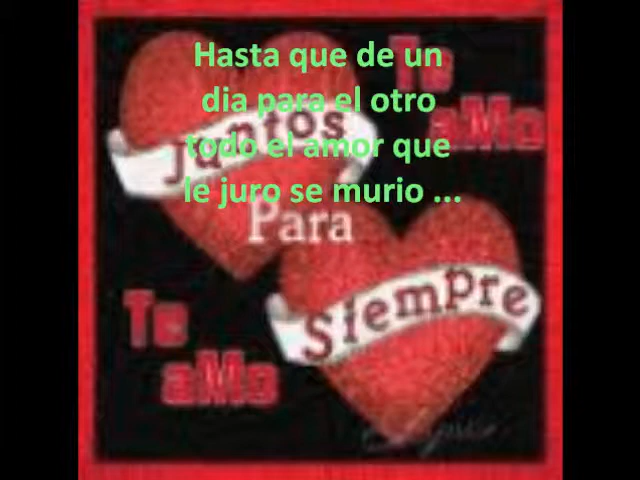 Hasta que de un
dia para el otro
todo el amor que
le juro se murio ...
Te
aMo
Juntos
Para
Siempre
Te
aMo